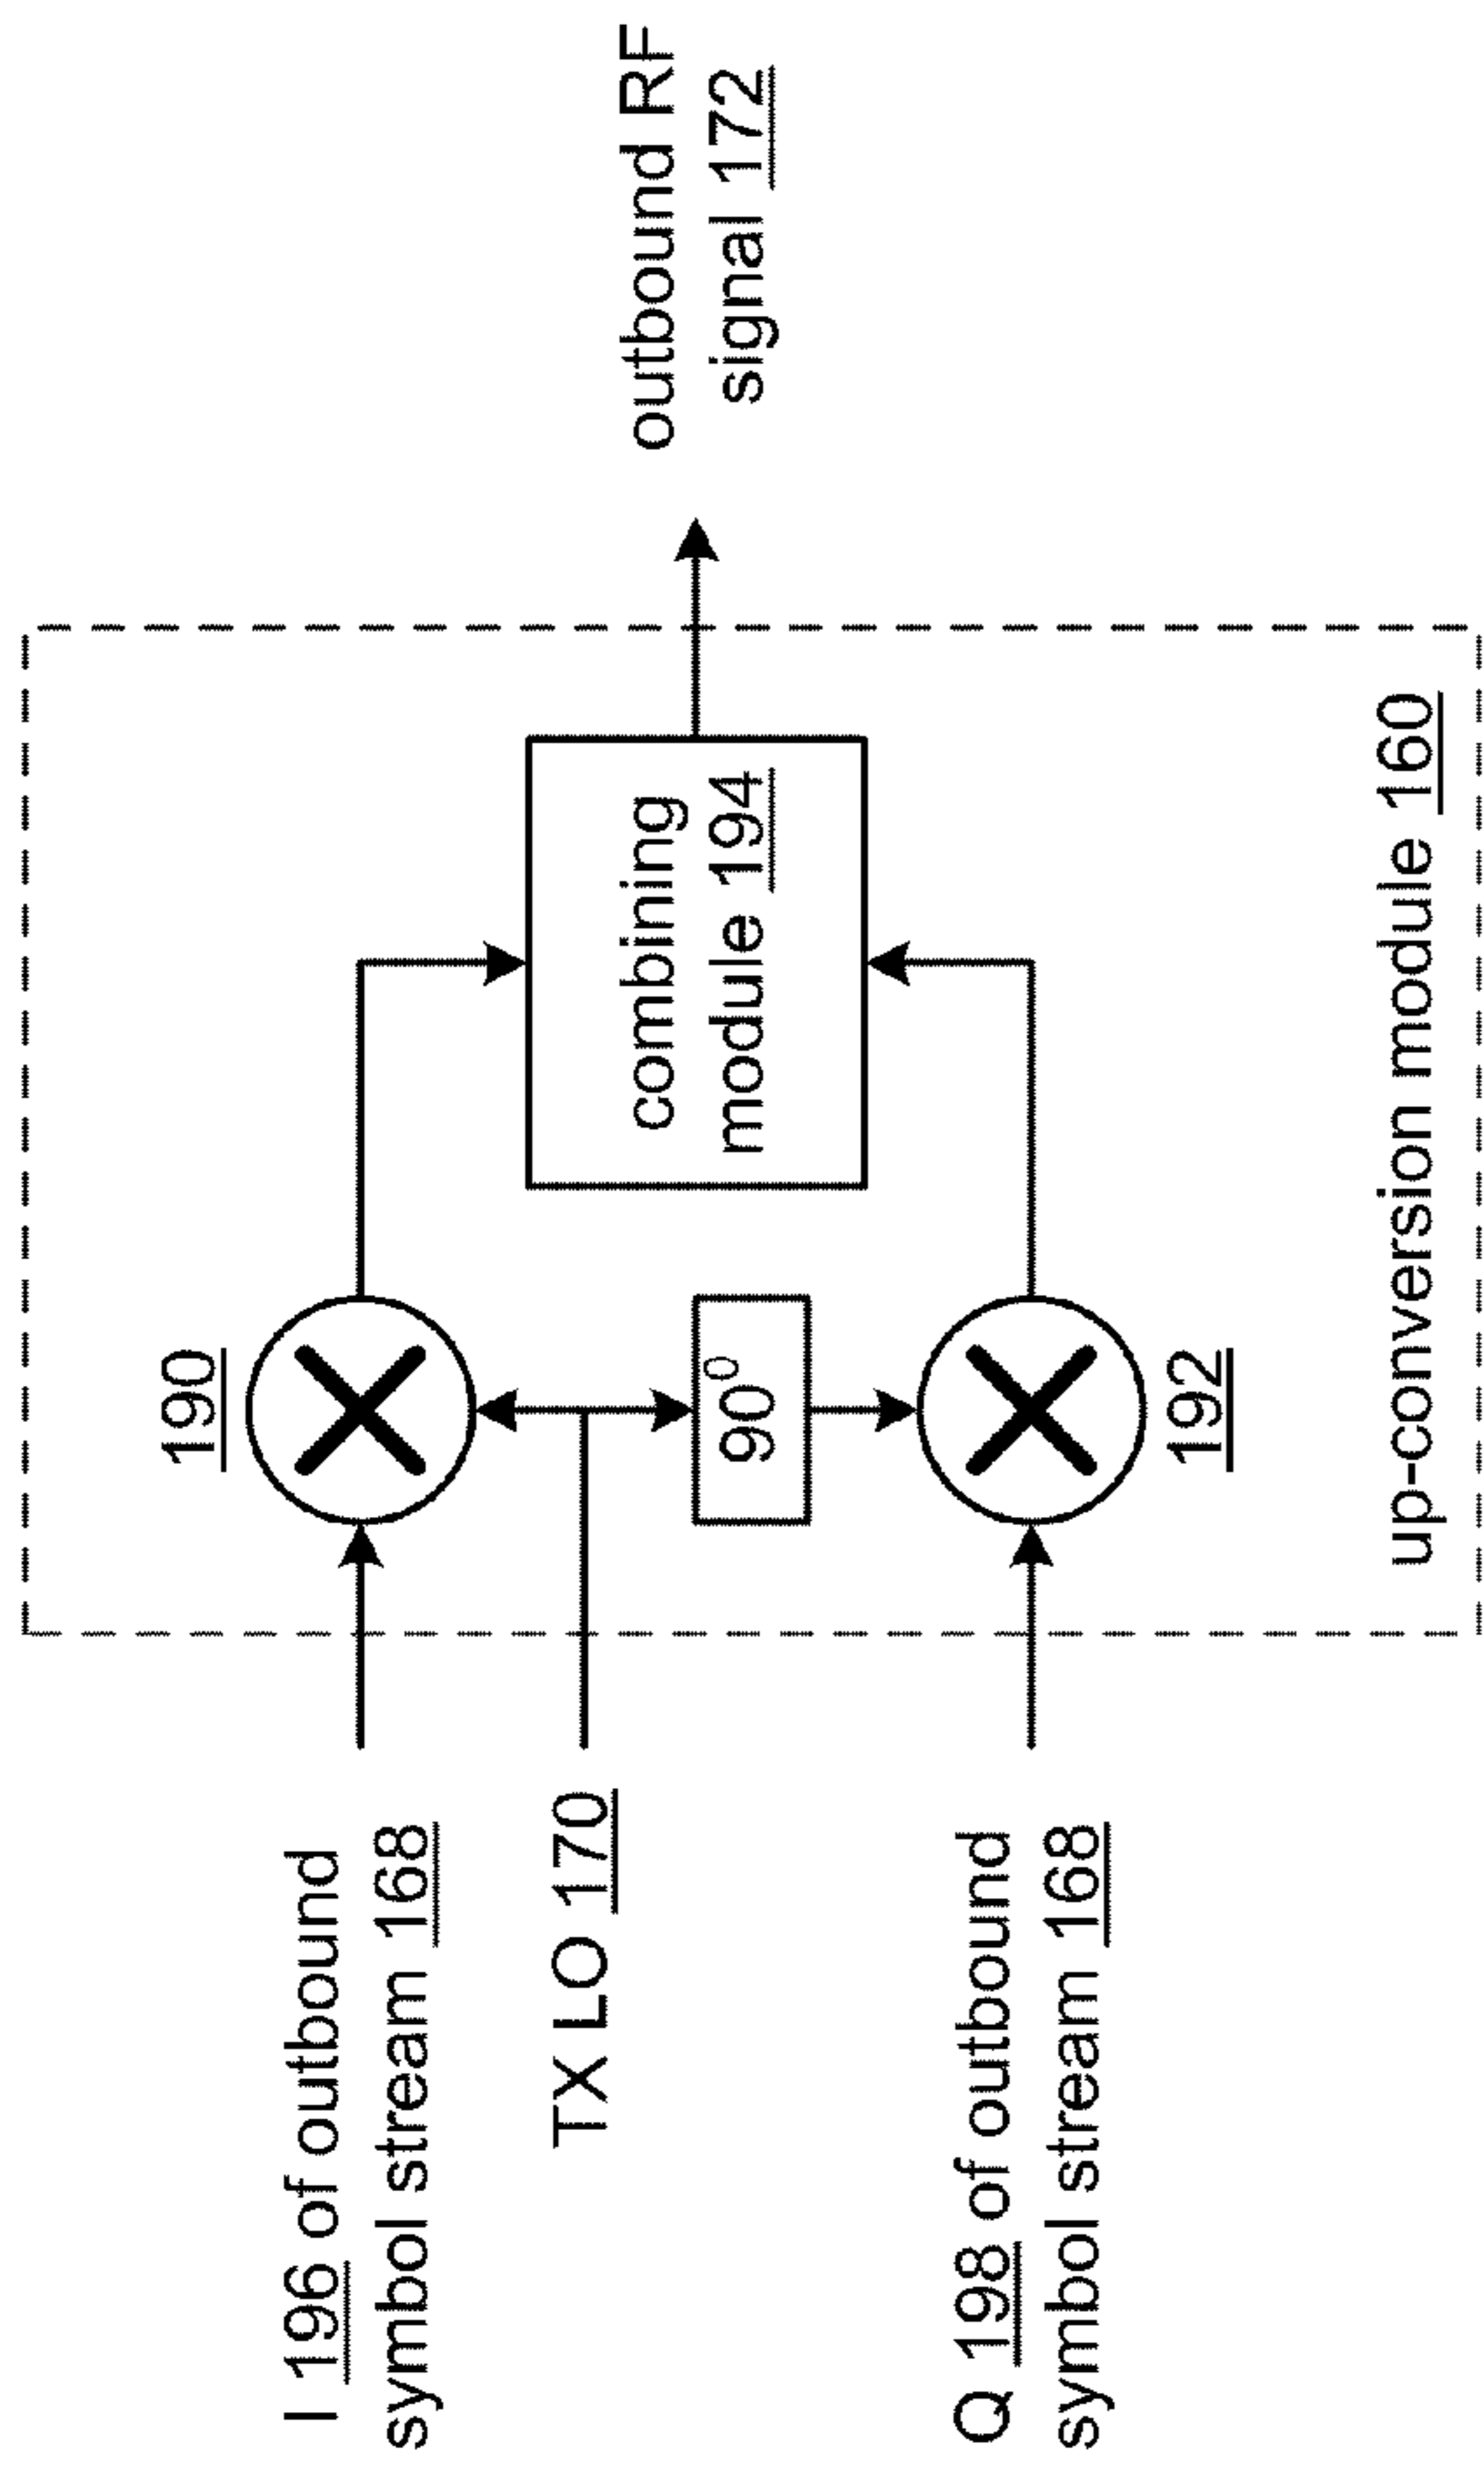 I 196 of outbound
symbol stream 168
TX LO 170
Q 198 of outbound
symbol stream 168
190
90⁰
192
combining
module 194
up-conversion module 160
outbound RF
signal 172